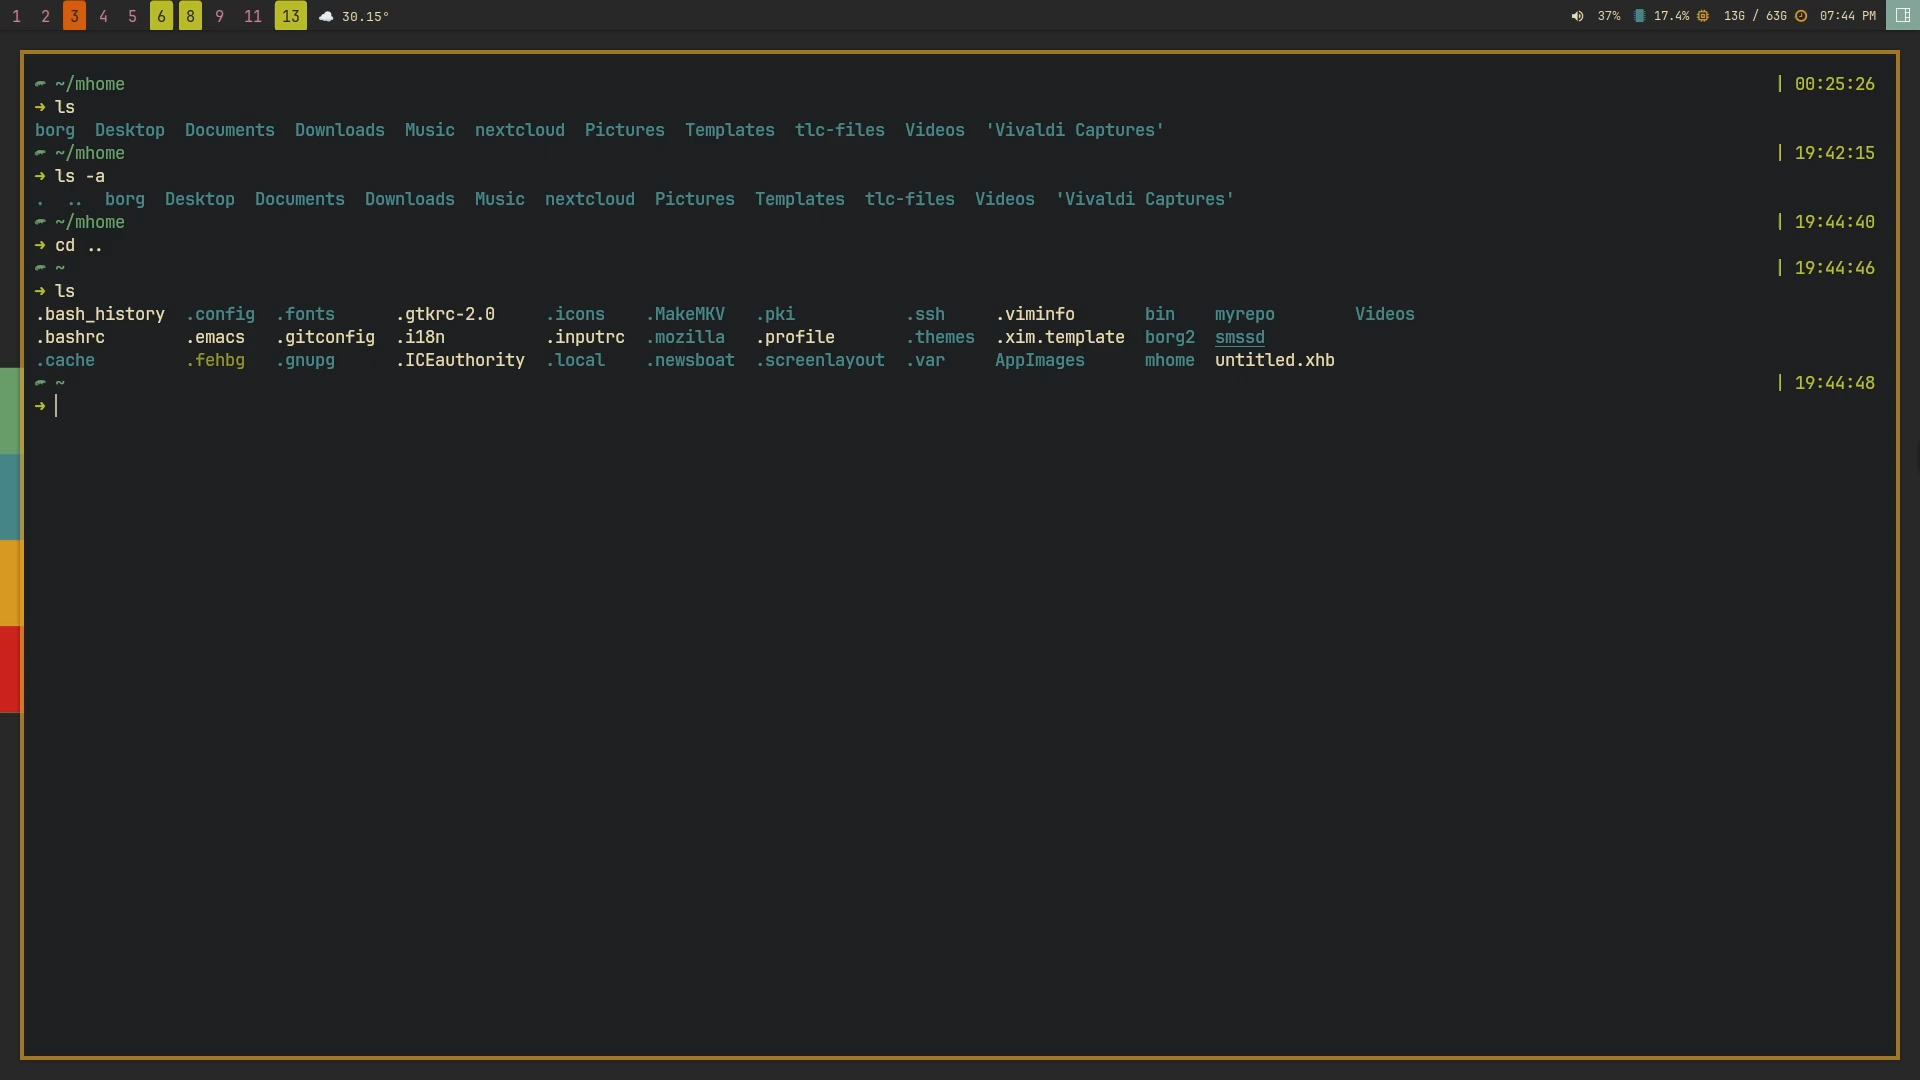 1 2 3 4 5 6 8 9 11 13 30.15° 37% 17.4% 13G / 63G 07:44 PM
~/mhome | 00:25:26
→ ls
borg Desktop Documents Downloads Music nextcloud Pictures Templates tlc-files Videos 'Vivaldi Captures'
~/mhome | 19:42:15
→ ls -a
. .. borg Desktop Documents Downloads Music nextcloud Pictures Templates tlc-files Videos 'Vivaldi Captures'
~/mhome | 19:44:40
→ cd ..
~ | 19:44:46
→ ls
.bash_history .config .fonts .gtkrc-2.0 .icons .MakeMKV .pki .ssh .viminfo bin myrepo Videos
.bashrc .emacs .gitconfig .i18n .inputrc .mozilla .profile .themes .xim.template borg2 smssd
.cache .fehbg .gnupg .ICEauthority .local .newsboat .screenlayout .var AppImages mhome untitled.xhb
~ | 19:44:48
→